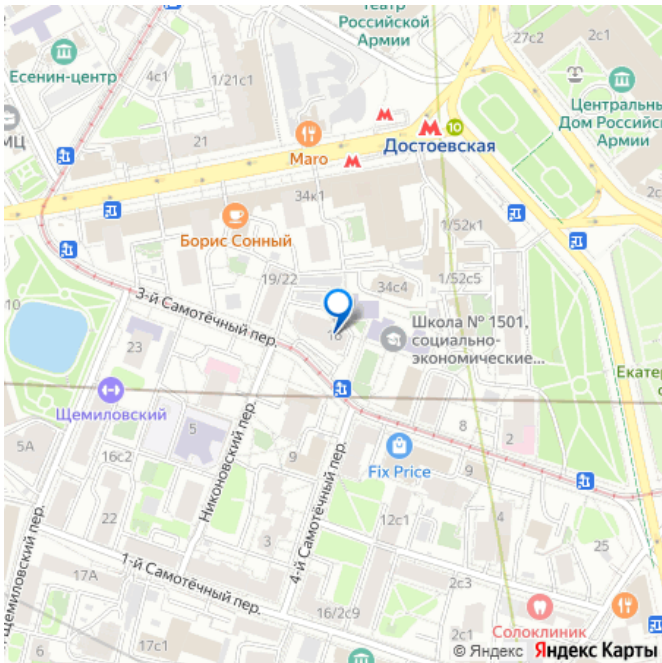 Театр
Российской
Армии
27с2
2с1
Есенин-центр
4с1
1/21с1
Центральный
Дом Российской
Армии
МЦ
21
Maro
10
Достоевская
34к1
Борис Сонный
1/52к1
19/22
34с4
1/52с5
3-й Самотёчный пер.
10
18
Школа № 1501,
социально-
экономические...
23
Екатер
Щемиловский
8
2
5А
5
Никоновский пер.
16с2
9
Fix Price
9
4-й Самотёчный пер.
22
12с1
4
3
25
1-й Самотёчный пер.
17А
2с3
Щемиловский пер.
16/2с9
Солоклиник
6
17с1
2с1
© Яндекс Яндекс Карты